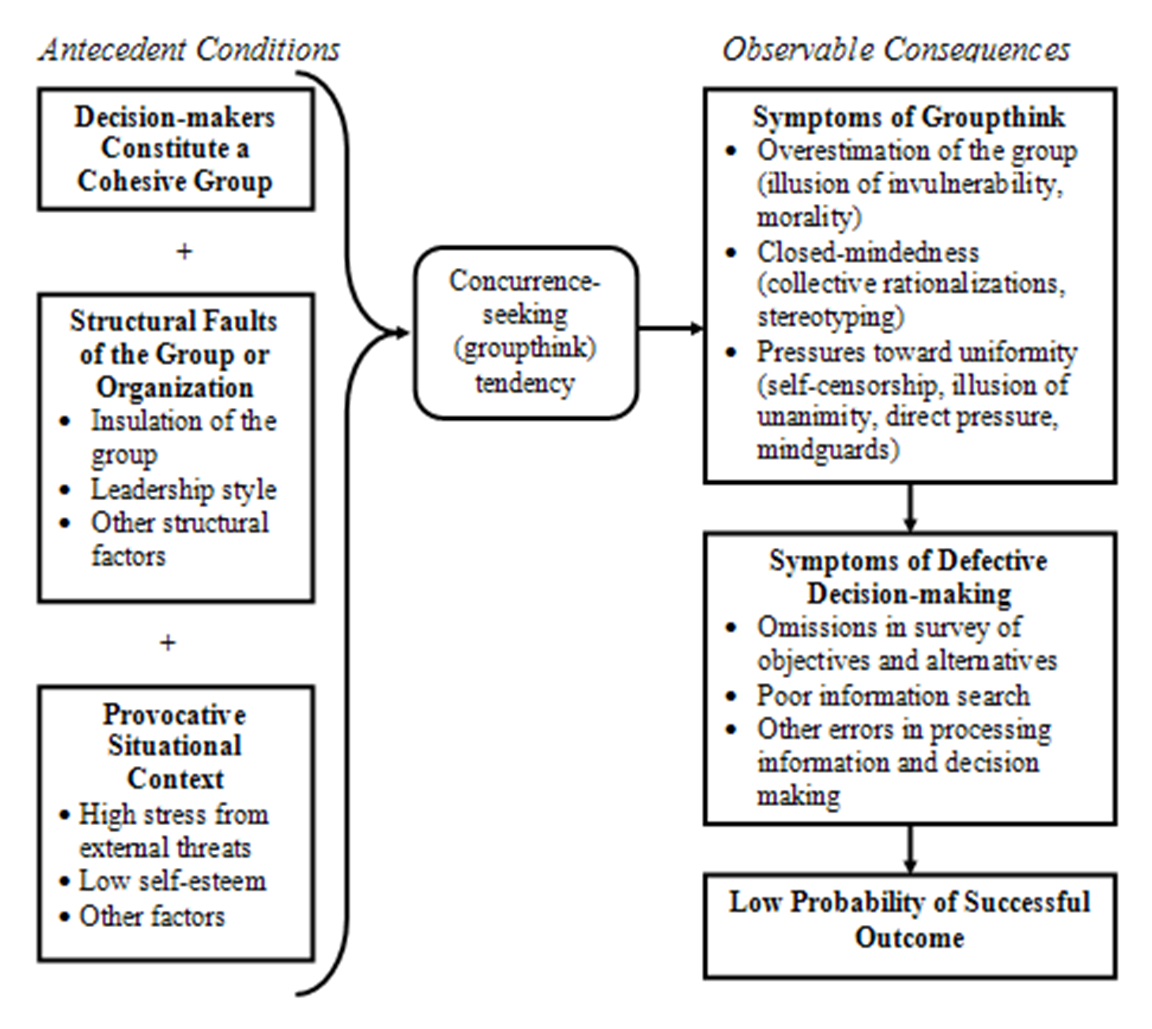 Antecedent Conditions
Decision-makers
Constitute a
Cohesive Group
+
Structural Faults
of the Group or
Organization
• Insulation of the
group
• Leadership style
• Other structural
factors
+
Provocative
Situational
Context
• High stress from
external threats
• Low self-esteem
• Other factors
Concurrence-
seeking
(groupthink)
tendency
Observable Consequences
Symptoms of Groupthink
• Overestimation of the group
(illusion of invulnerability,
morality)
• Closed-mindedness
(collective rationalizations,
stereotyping)
• Pressures toward uniformity
(self-censorship, illusion of
unanimity, direct pressure,
mindguards)
Symptoms of Defective
Decision-making
• Omissions in survey of
objectives and alternatives
• Poor information search
• Other errors in processing
information and decision
making
Low Probability of Successful
Outcome